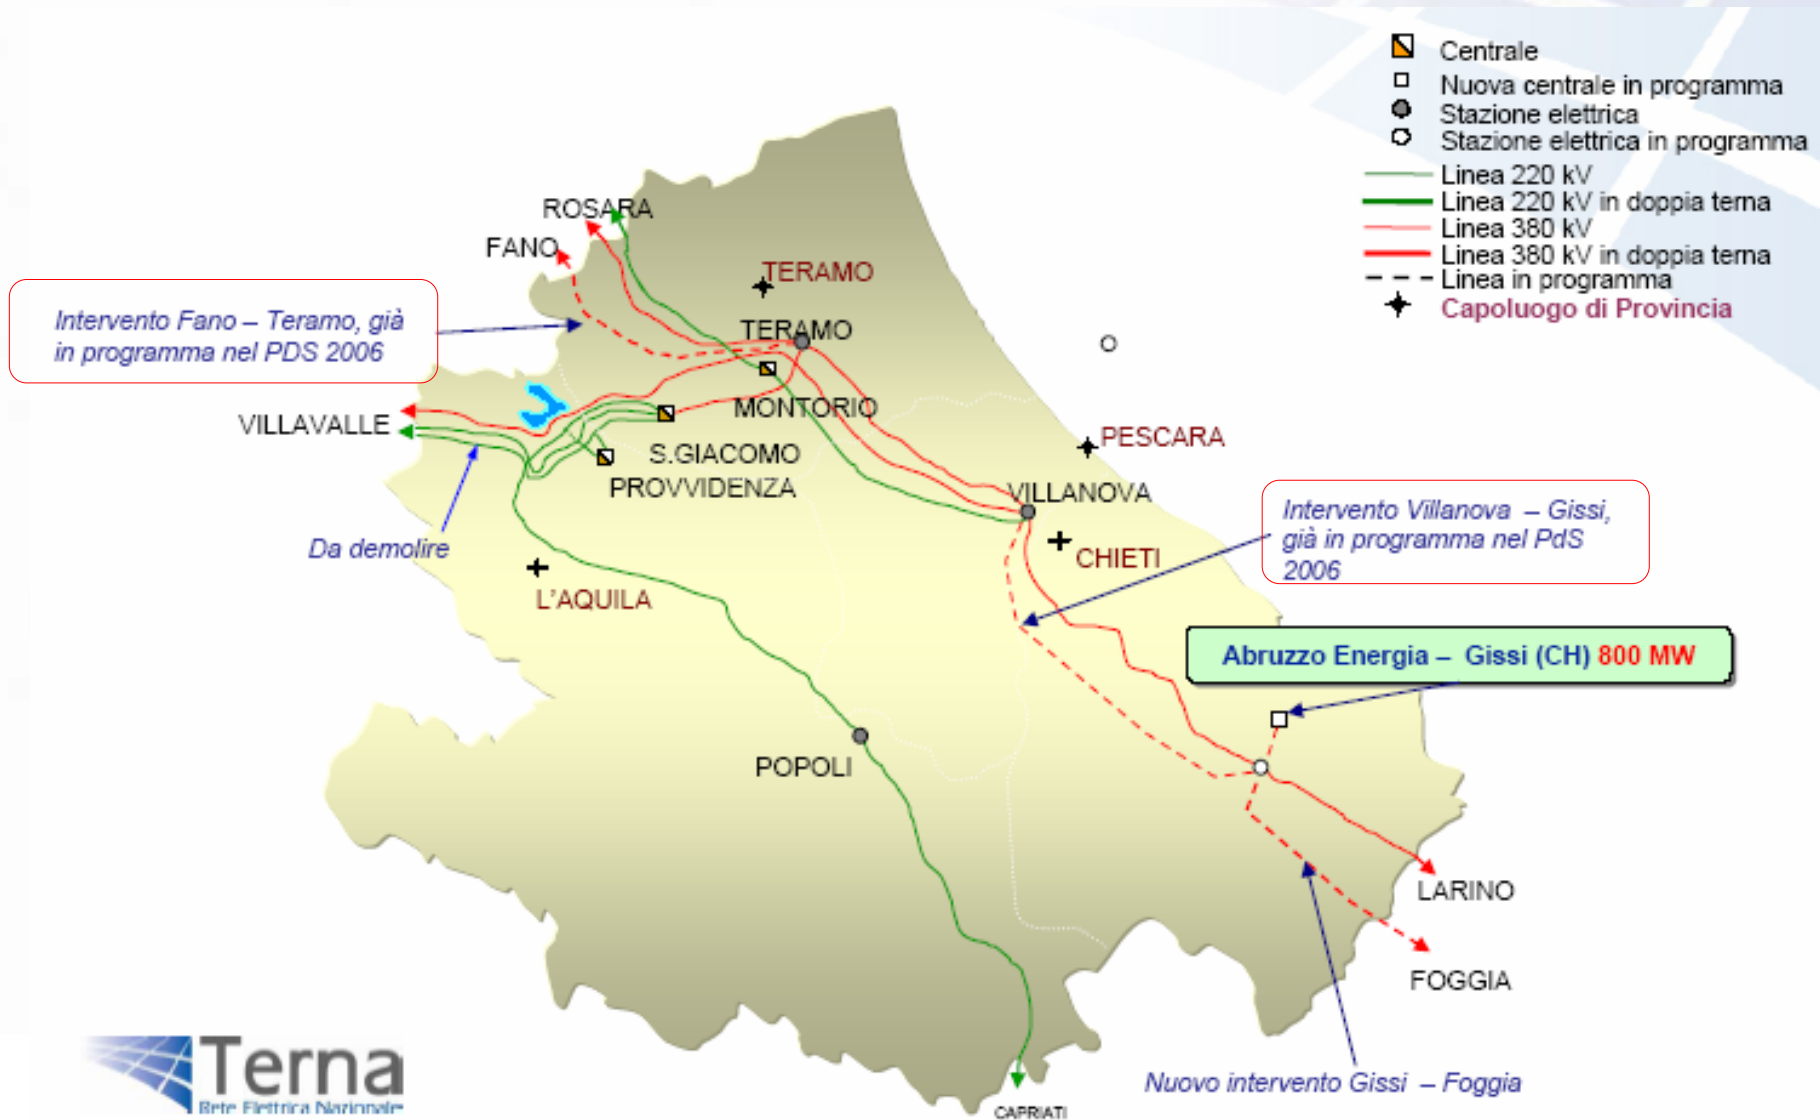 Centrale
Nuova centrale in programma
Stazione elettrica
Stazione elettrica in programma
Linea 220 kV
Linea 220 kV in doppia terna
Linea 380 kV
Linea 380 kV in doppia terna
Linea in programma
Capoluogo di Provincia
ROSARA
FANO
TERAMO
Intervento Fano – Teramo, già
in programma nel PDS 2006
TERAMO
VILLAVALLE
MONTORIO
PESCARA
S.GIACOMO
PROVVIDENZA
VILLANOVA
Intervento Villanova – Gissi,
già in programma nel PdS
2006
Da demolire
CHIETI
L'AQUILA
Abruzzo Energia – Gissi (CH) 800 MW
POPOLI
LARINO
FOGGIA
Nuovo intervento Gissi – Foggia
Terna
Rete Elettrica Nazionale
CAPRIATI